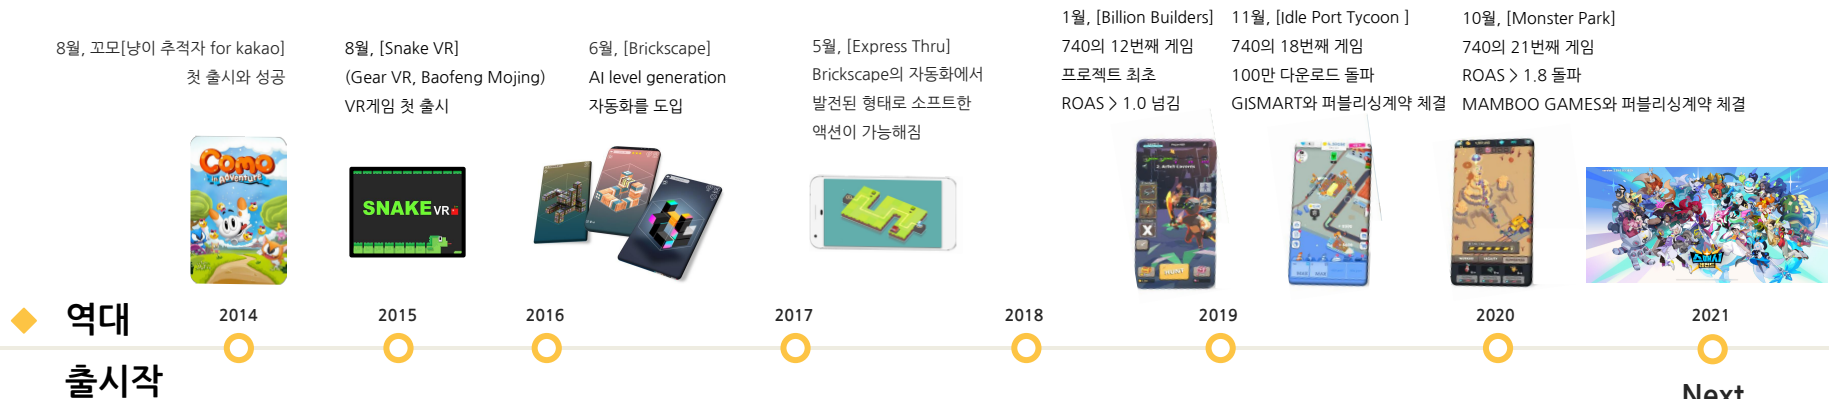 8월, 꼬모[냥이 추적자 for kakao]
첫 출시와 성공
8월, [Snake VR]
(Gear VR, Baofeng Mojing)
VR게임 첫 출시
6월, [Brickscape]
AI level generation
자동화를 도입
5월, [Express Thru]
Brickscape의 자동화에서
발전된 형태로 소프트한
액션이 가능해짐
1월, [Billion Builders]
740의 12번째 게임
프로젝트 최초
ROAS > 1.0 넘김
11월, [Idle Port Tycoon ]
740의 18번째 게임
100만 다운로드 돌파
GISMART와 퍼블리싱계약 체결
10월, [Monster Park]
740의 21번째 게임
ROAS > 1.8 돌파
MAMBOO GAMES와 퍼블리싱계약 체결
Como
in Adventure
SNAKE VR
X
역대
출시작
2014
2015
2016
2017
2018
2019
2020
2021
Next